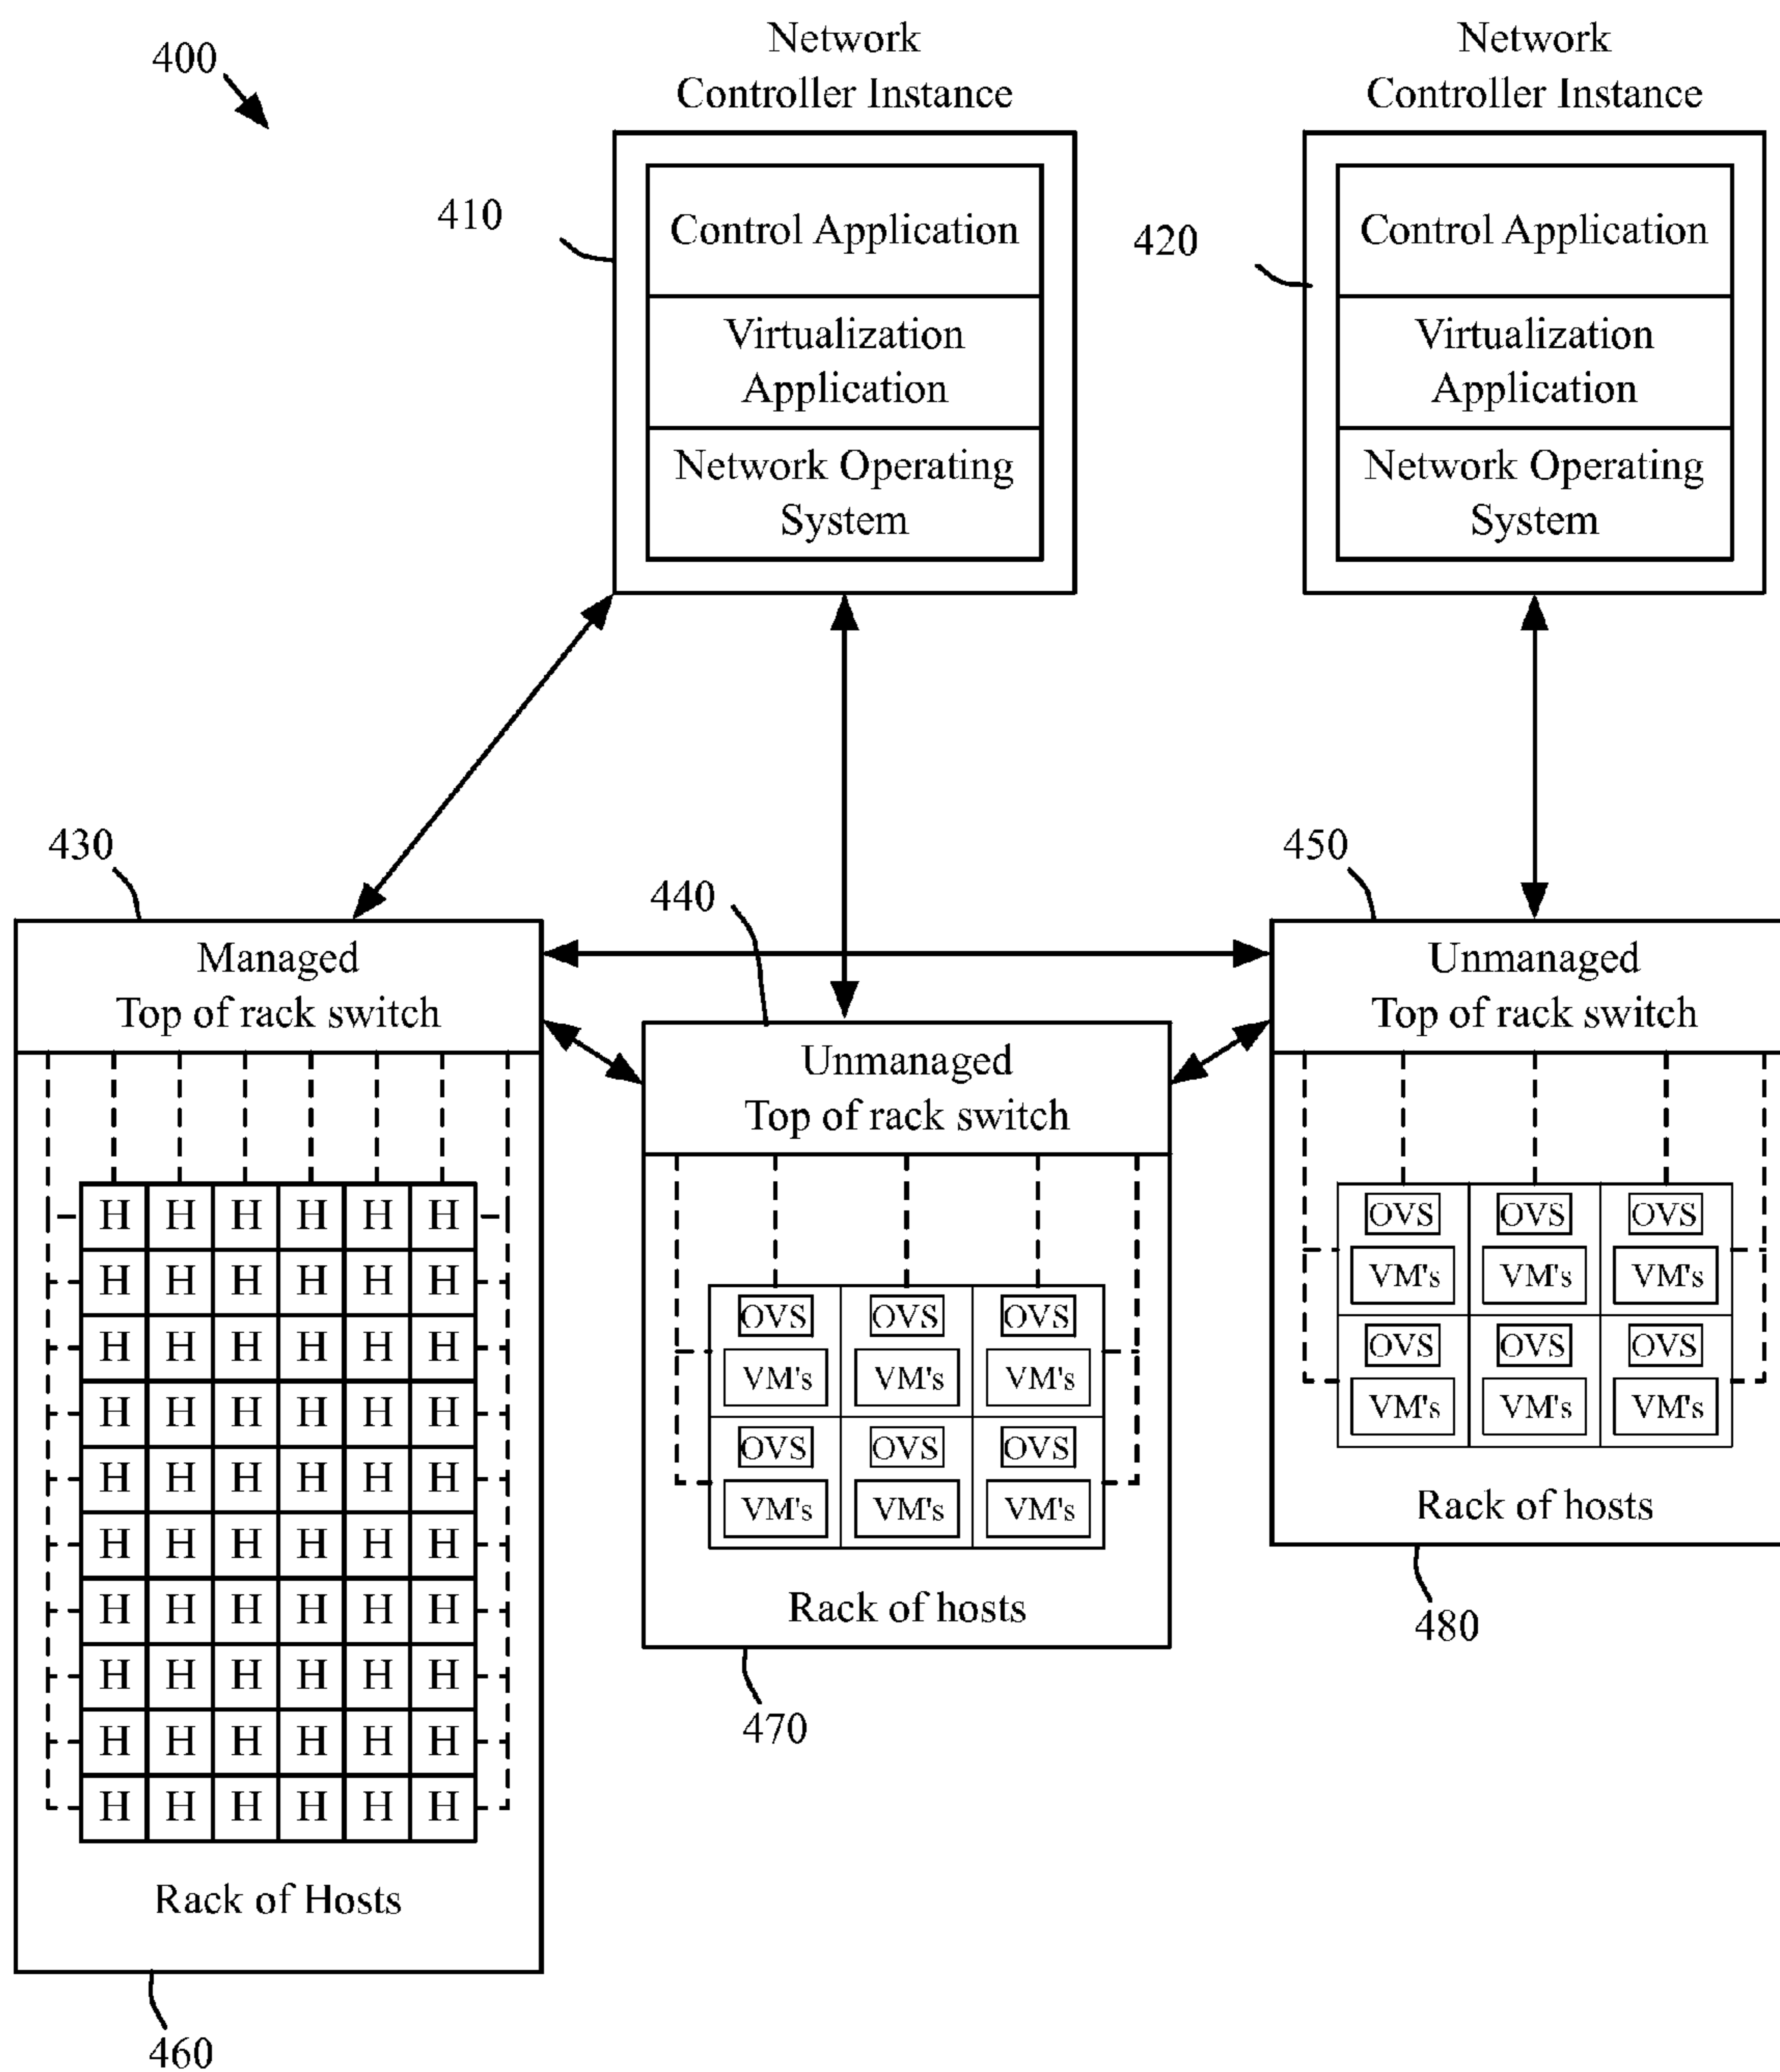 400
Network
Controller Instance
410
Control Application
Virtualization
Application
Network Operating
System
Network
Controller Instance
420
Control Application
Virtualization
Application
Network Operating
System
430
Managed
Top of rack switch
H H H H H H
H H H H H H
H H H H H H
H H H H H H
H H H H H H
H H H H H H
H H H H H H
H H H H H H
H H H H H H
H H H H H H
Rack of Hosts
460
440
Unmanaged
Top of rack switch
OVS OVS OVS
VM's VM's VM's
OVS OVS OVS
VM's VM's VM's
Rack of hosts
470
450
Unmanaged
Top of rack switch
OVS OVS OVS
VM's VM's VM's
OVS OVS OVS
VM's VM's VM's
Rack of hosts
480